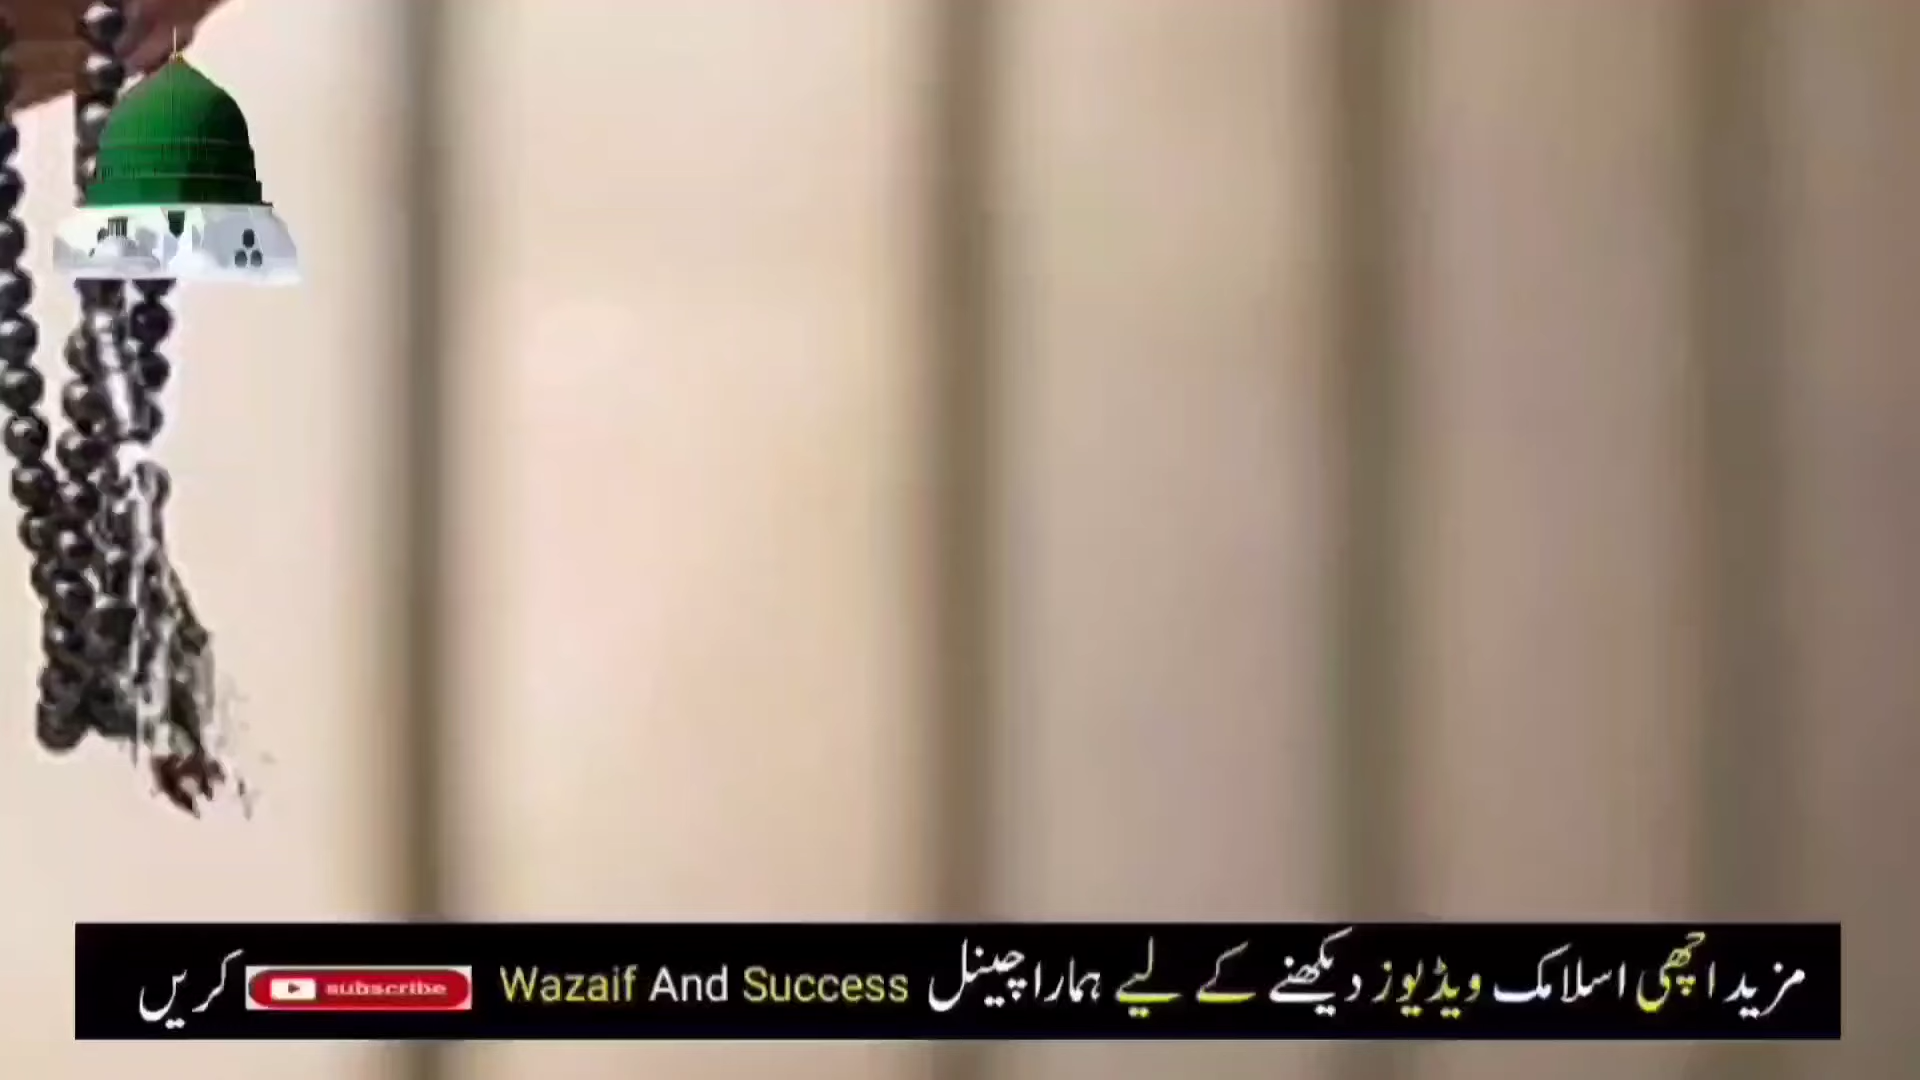 مزید اچھی اسلامک ویڈیوز دیکھنے کے لیے ہمارا چینل Wazaif And Success subscribe کریں